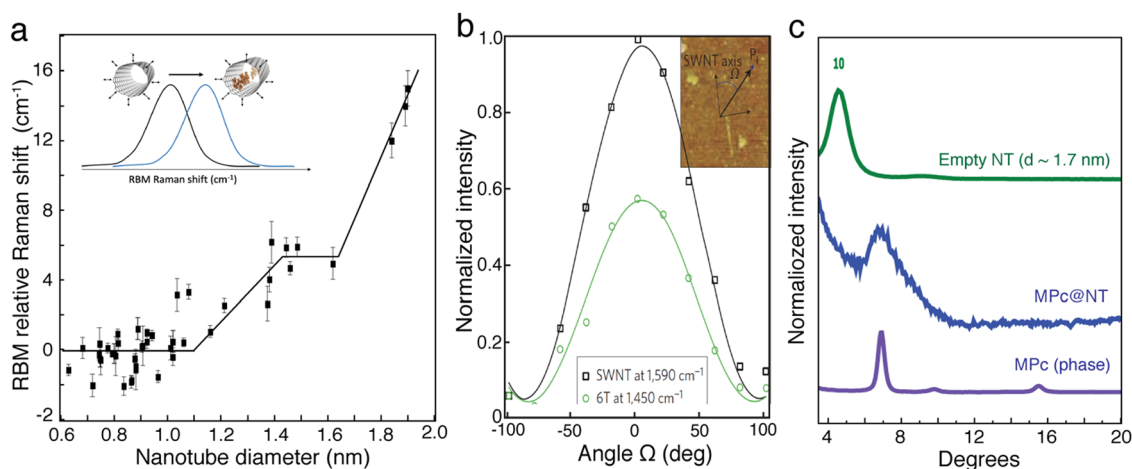 a
RBM relative Raman shift (cm⁻¹)
16
12
8
4
0
-2
0.6
0.8
1.0
1.2
1.4
1.6
1.8
2.0
Nanotube diameter (nm)
RBM Raman shift (cm⁻¹)
b
Normalized intensity
1.0
0.8
0.6
0.4
0.2
0
-100
-50
0
50
100
Angle Ω (deg)
SWNT axis
Ω
SWNT at 1,590 cm⁻¹
6T at 1,450 cm⁻¹
c
Normaliozed intensity
10
Empty NT (d ~ 1.7 nm)
MPc@NT
MPc (phase)
4
8
12
16
20
Degrees